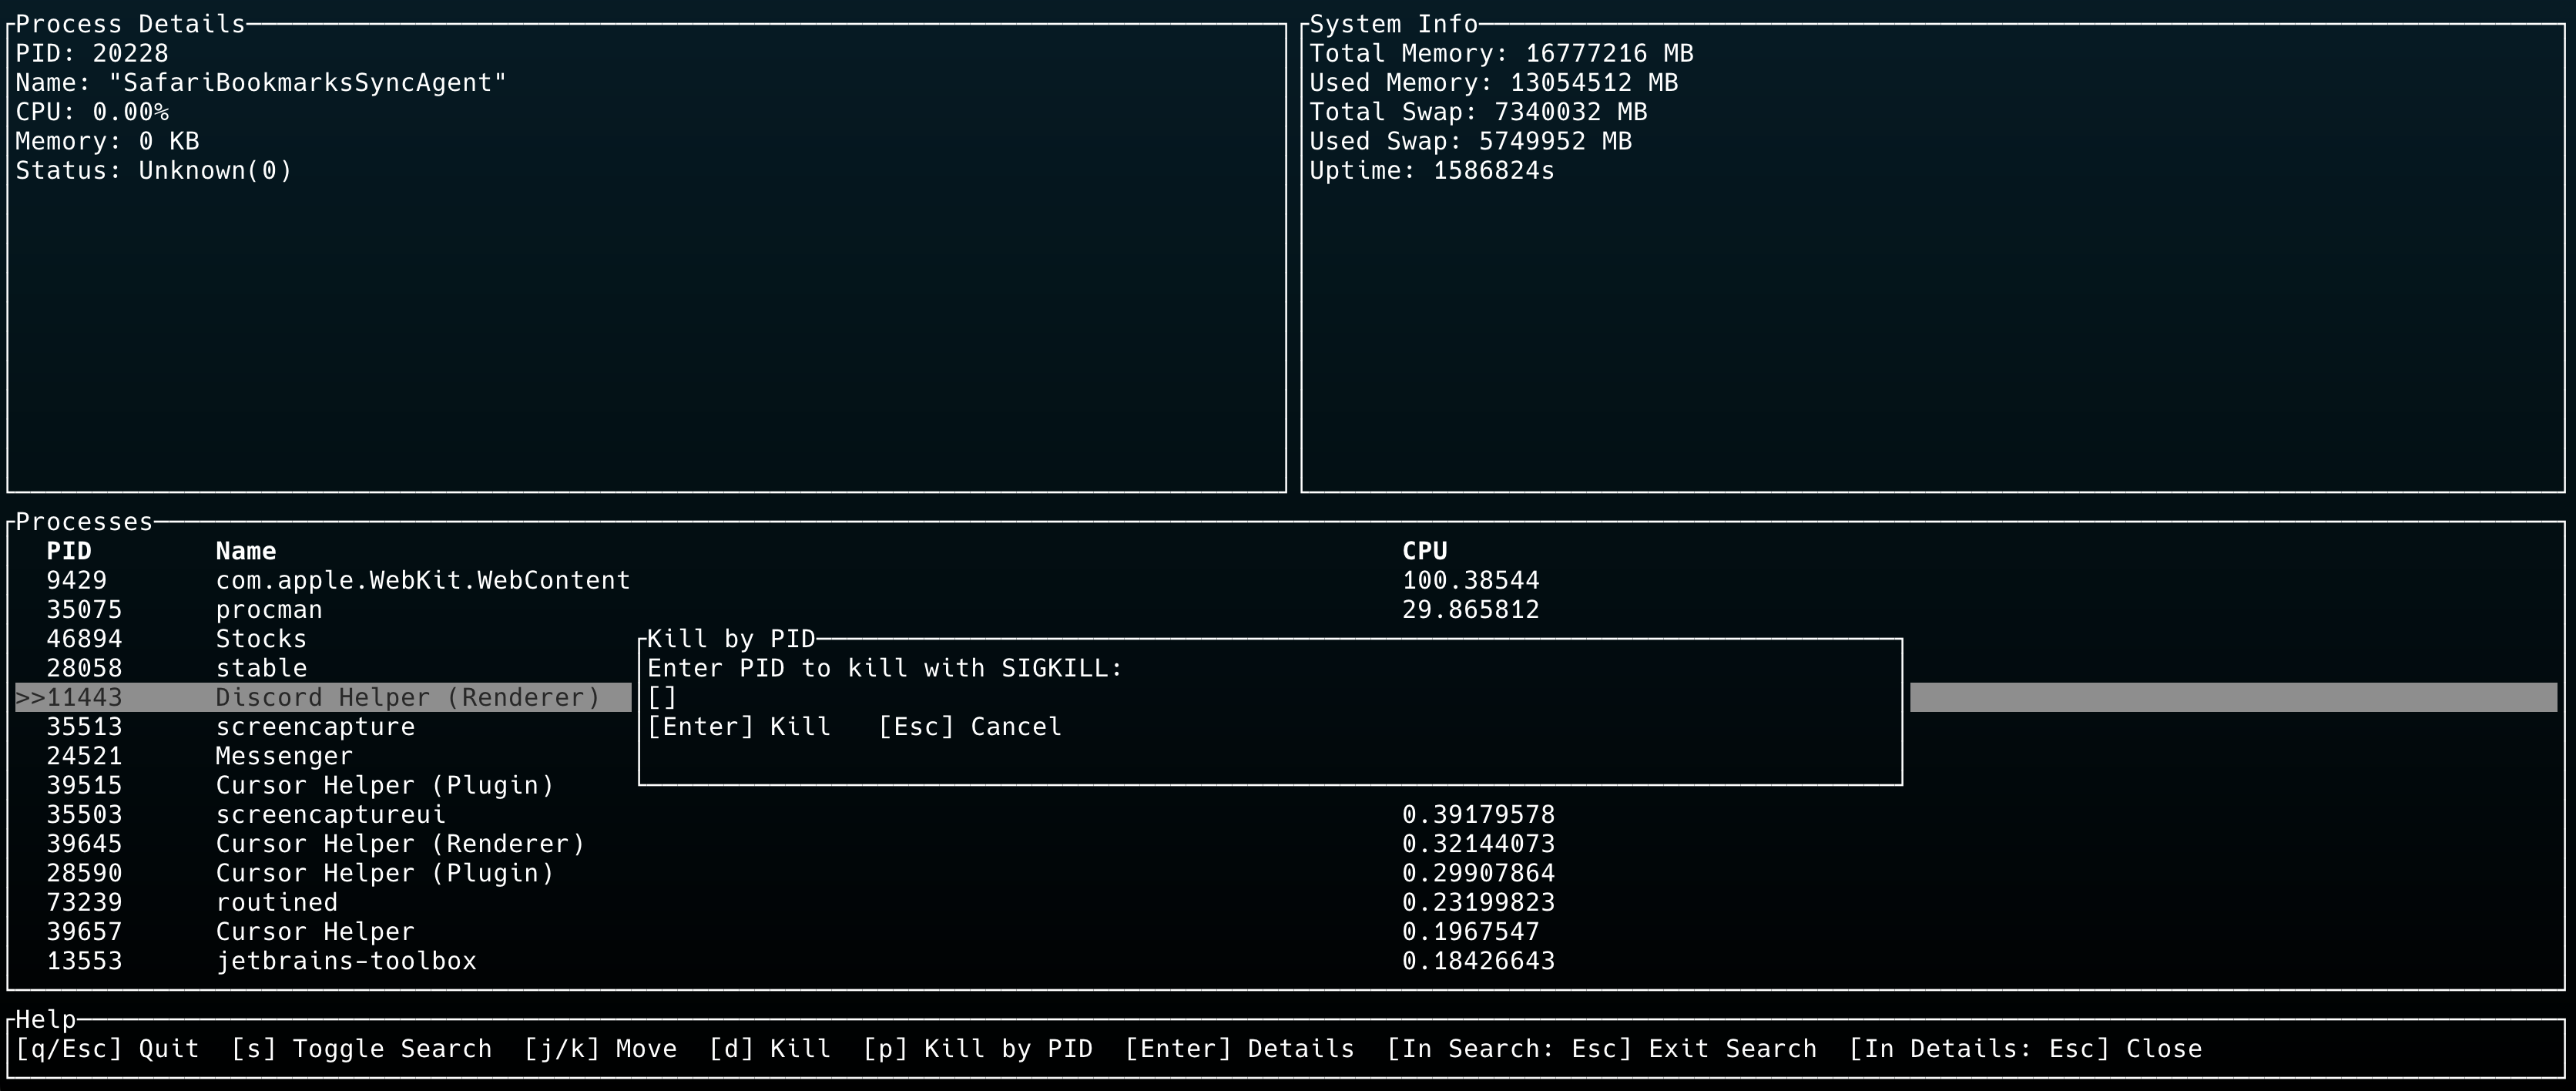 Process Details
PID: 20228
Name: "SafariBookmarksSyncAgent"
CPU: 0.00%
Memory: 0 KB
Status: Unknown(0)
System Info
Total Memory: 16777216 MB
Used Memory: 13054512 MB
Total Swap: 7340032 MB
Used Swap: 5749952 MB
Uptime: 1586824s
Processes
PID Name CPU
9429 com.apple.WebKit.WebContent 100.38544
35075 procman 29.865812
46894 Stocks
28058 stable
>>11443 Discord Helper (Renderer)
35513 screencapture
24521 Messenger
39515 Cursor Helper (Plugin)
Kill by PID
Enter PID to kill with SIGKILL:
[]
[Enter] Kill [Esc] Cancel
35503 screencaptureui 0.39179578
39645 Cursor Helper (Renderer) 0.32144073
28590 Cursor Helper (Plugin) 0.29907864
73239 routined 0.23199823
39657 Cursor Helper 0.1967547
13553 jetbrains-toolbox 0.18426643
Help
[q/Esc] Quit [s] Toggle Search [j/k] Move [d] Kill [p] Kill by PID [Enter] Details [In Search: Esc] Exit Search [In Details: Esc] Close